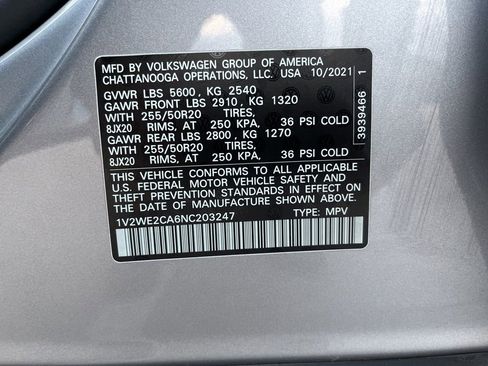 MFD BY VOLKSWAGEN GROUP OF AMERICA
CHATTANOOGA OPERATIONS, LLC. USA 10/2021
GVWR LBS 5600 , KG 2540
GAWR FRONT LBS 2910 , KG 1320
WITH 255/50R20 TIRES,
8JX20 RIMS, AT 250 KPA, 36 PSI COLD
GAWR REAR LBS 2800 , KG 1270
WITH 255/50R20 TIRES,
8JX20 RIMS, AT 250 KPA, 36 PSI COLD
THIS VEHICLE CONFORMS TO ALL APPLICABLE
U.S. FEDERAL MOTOR VEHICLE SAFETY AND
THEFT PREVENTION STANDARDS IN EFFECT ON
THE DATE OF MANUFACTURE SHOWN ABOVE.
1V2WE2CA6NC203247 TYPE: MPV
3939466 1